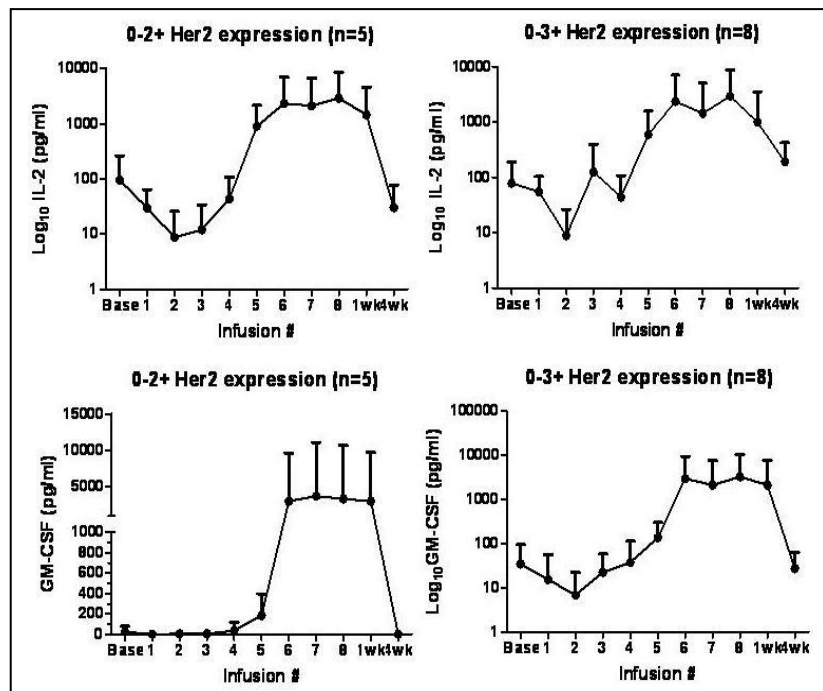 0-2+ Her2 expression (n=5)
Log10 IL-2 (pg/ml)
10000
1000
100
10
1
Base 1 2 3 4 5 6 7 8 1wk 4wk
Infusion #
0-3+ Her2 expression (n=8)
Log10 IL-2 (pg/ml)
10000
1000
100
10
1
Base 1 2 3 4 5 6 7 8 1wk 4wk
Infusion #
0-2+ Her2 expression (n=5)
GM-CSF (pg/ml)
15000
10000
5000
1000
800
600
400
200
0
Base 1 2 3 4 5 6 7 8 1wk 4wk
Infusion #
0-3+ Her2 expression (n=8)
Log10GM-CSF (pg/ml)
100000
10000
1000
100
10
1
Base 1 2 3 4 5 6 7 8 1wk 4wk
Infusion #